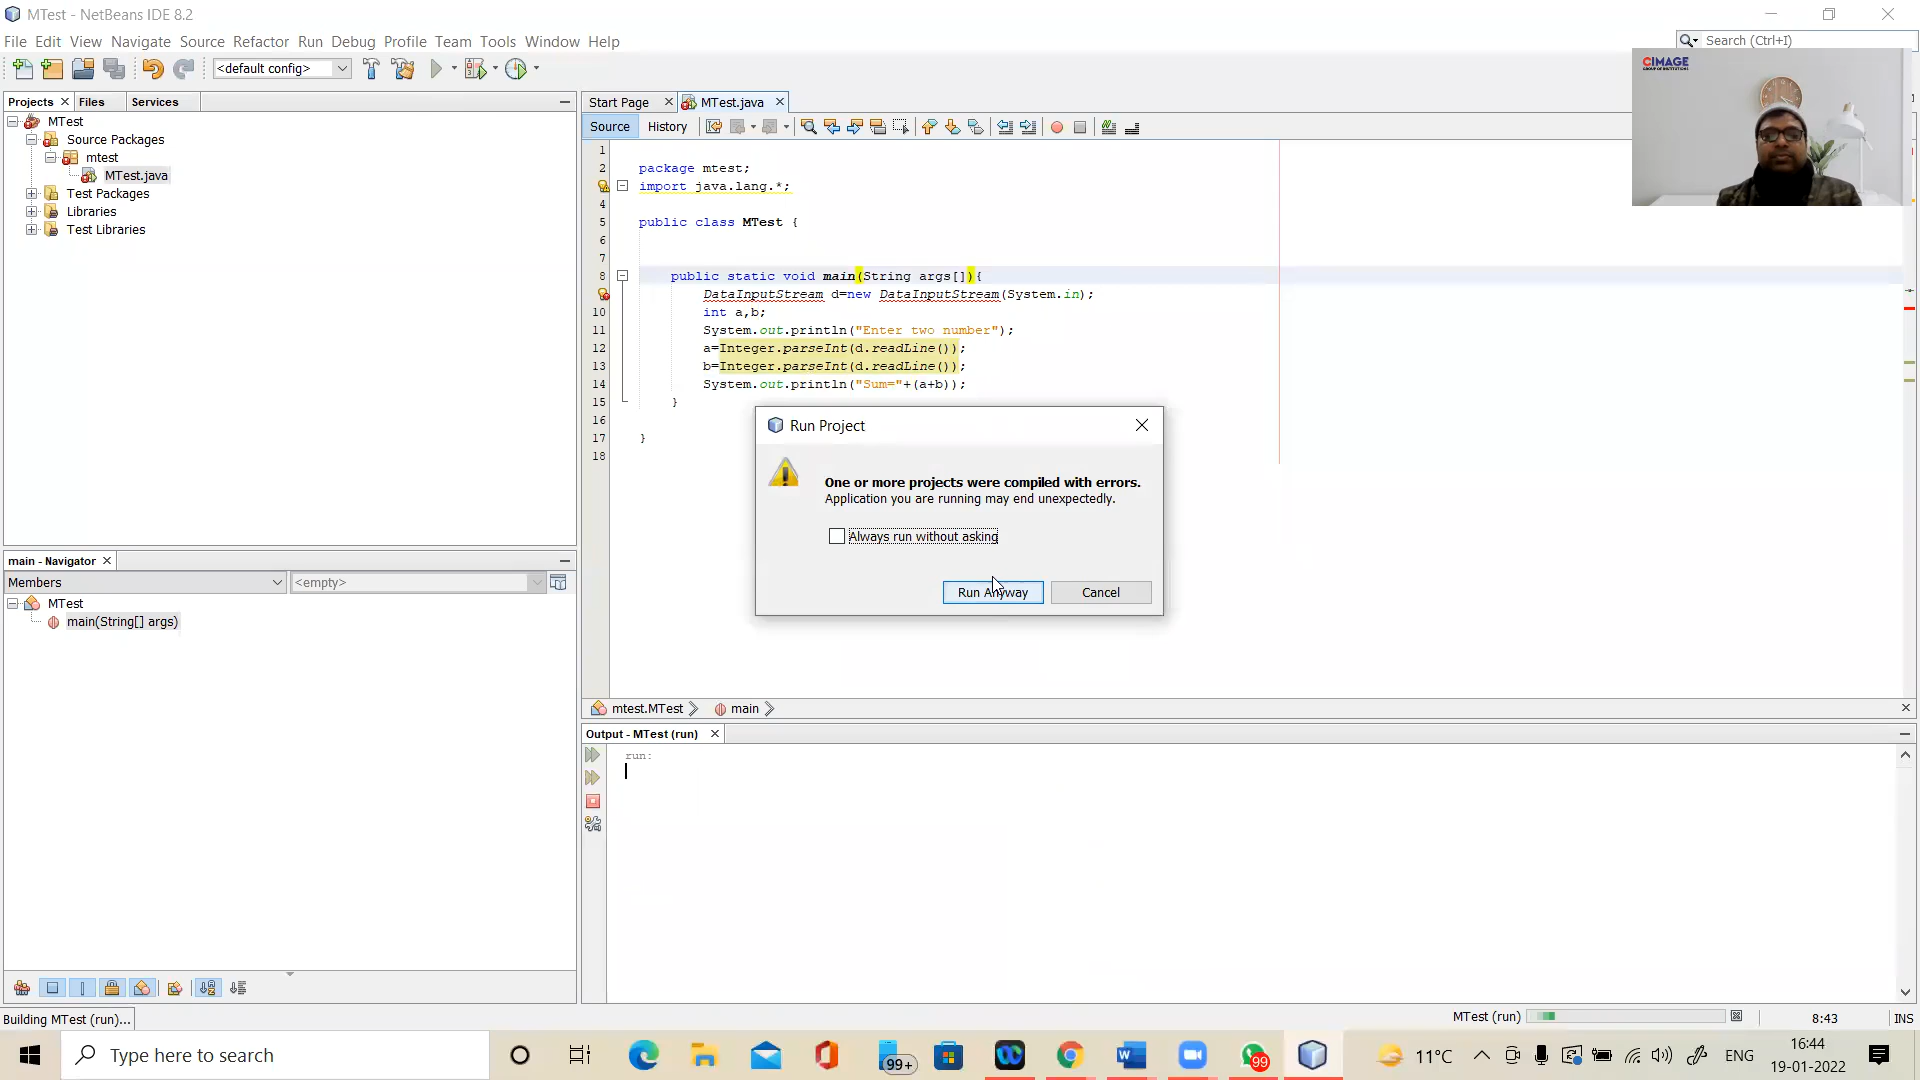 MTest - NetBeans IDE 8.2
File Edit View Navigate Source Refactor Run Debug Profile Team Tools Window Help
Search (Ctrl+I)
<default config>
CIMAGE
GROUP OF INSTITUTIONS
Projects Files Services
Start Page MTest.java
Source History
MTest
Source Packages
mtest
MTest.java
Test Packages
Libraries
Test Libraries
1
2 package mtest;
import java.lang.*;
4
5 public class MTest {
6
7
8 public static void main(String args[]){
DataInputStream d=new DataInputStream(System.in);
10 int a,b;
11 System.out.println("Enter two number");
12 a=Integer.parseInt(d.readLine());
13 b=Integer.parseInt(d.readLine());
14 System.out.println("Sum="+(a+b));
15 }
16
17 }
18
Run Project
One or more projects were compiled with errors.
Application you are running may end unexpectedly.
Always run without asking
Run Anyway Cancel
main - Navigator
Members <empty>
MTest
main(String[] args)
mtest.MTest main
Output - MTest (run)
run:
Building MTest (run)...
MTest (run)
8:43 INS
Type here to search
99+
99
11°C
ENG
16:44
19-01-2022